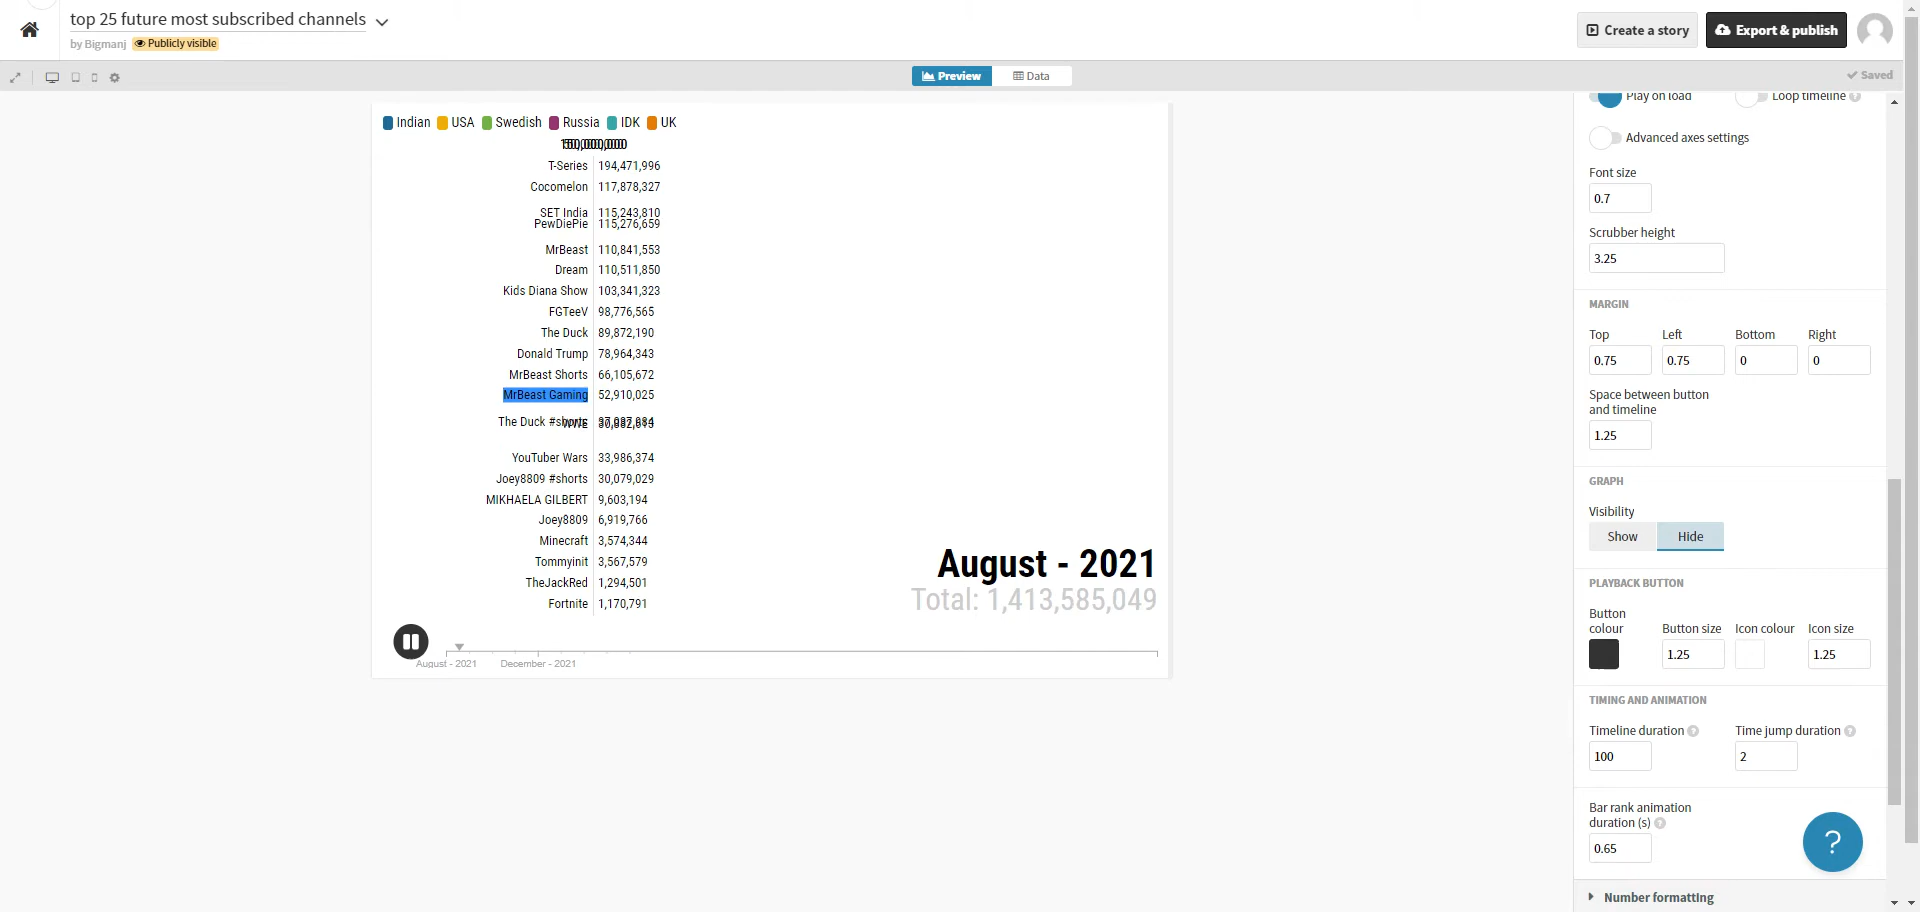 top 25 future most subscribed channels
by Bigmanj Publicly visible
Create a story
Export & publish
Preview
Data
Saved
Indian USA Swedish Russia IDK UK
T-Series 194,471,996
Cocomelon 117,878,327
SET India 115,243,810
PewDiePie 115,276,659
MrBeast 110,841,553
Dream 110,511,850
Kids Diana Show 103,341,323
FGTeeV 98,776,565
The Duck 89,872,190
Donald Trump 78,964,343
MrBeast Shorts 66,105,672
MrBeast Gaming 52,910,025
The Duck #shorts
WWE
YouTuber Wars 33,986,374
Joey8809 #shorts 30,079,029
MIKHAELA GILBERT 9,603,194
Joey8809 6,919,766
Minecraft 3,574,344
Tommyinit 3,567,579
TheJackRed 1,294,501
Fortnite 1,170,791
August - 2021
Total: 1,413,585,049
August - 2021 December - 2021
Play on load Loop timeline ?
Advanced axes settings
Font size
0.7
Scrubber height
3.25
MARGIN
Top Left Bottom Right
0.75 0.75 0 0
Space between button
and timeline
1.25
GRAPH
Visibility
Show Hide
PLAYBACK BUTTON
Button
colour Button size Icon colour Icon size
1.25 1.25
TIMING AND ANIMATION
Timeline duration ? Time jump duration ?
100 2
Bar rank animation
duration (s) ?
0.65
?
Number formatting